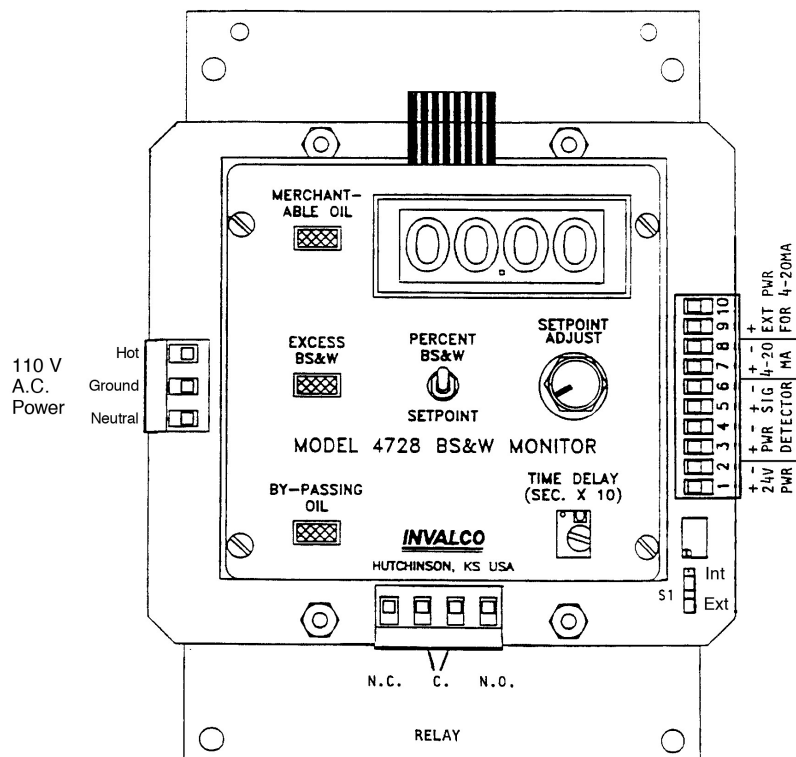 MERCHANT-
ABLE OIL
00.00
EXCESS
BS&W
PERCENT
BS&W
SETPOINT
SETPOINT
ADJUST
MODEL 4728 BS&W MONITOR
BY-PASSING
OIL
TIME DELAY
(SEC. X 10)
INVALCO
HUTCHINSON, KS USA
110 V
A.C.
Power
Hot
Ground
Neutral
10
9
8
7
6
5
4
3
2
1
+ - + - + - + - +
24V PWR SIG 4-20 EXT PWR
PWR DETECTOR MA FOR 4-20MA
S1
Int
Ext
N.C. C. N.O.
RELAY